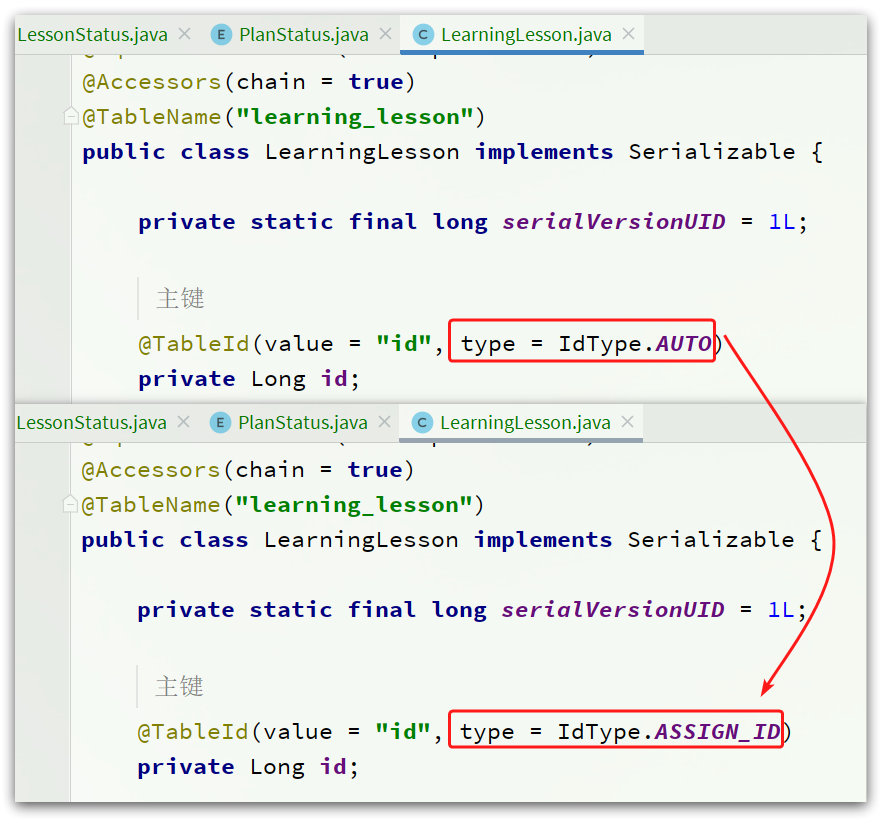 LessonStatus.java × E PlanStatus.java × C LearningLesson.java ×
@Accessors(chain = true)
@TableName("learning_lesson")
public class LearningLesson implements Serializable {
private static final long serialVersionUID = 1L;
主键
@TableId(value = "id", type = IdType.AUTO)
private Long id;
LessonStatus.java × E PlanStatus.java × C LearningLesson.java ×
@Accessors(chain = true)
@TableName("learning_lesson")
public class LearningLesson implements Serializable {
private static final long serialVersionUID = 1L;
主键
@TableId(value = "id", type = IdType.ASSIGN_ID)
private Long id;